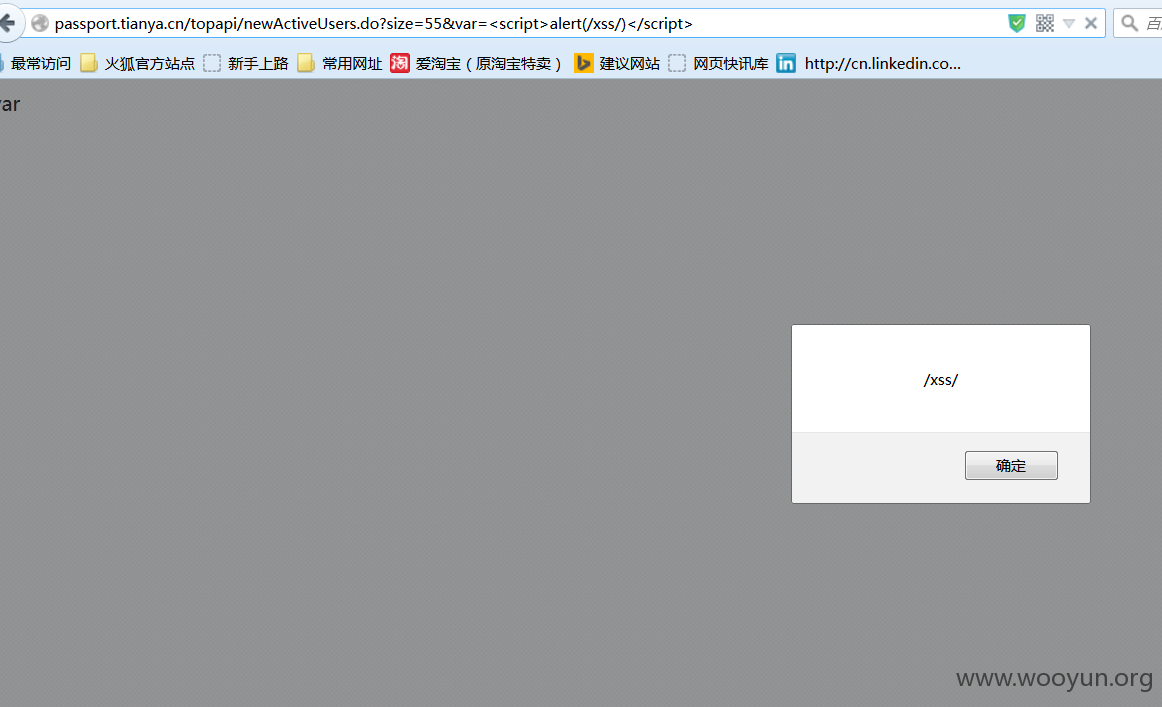 passport.tianya.cn/topapi/newActiveUsers.do?size=55&var=<script>alert(/xss/)</script>
最常访问 火狐官方站点 新手上路 常用网址 淘 爱淘宝（原淘宝特卖） 建议网站 网页快讯库 in http://cn.linkedin.co...
var
/xss/
确定
www.wooyun.org